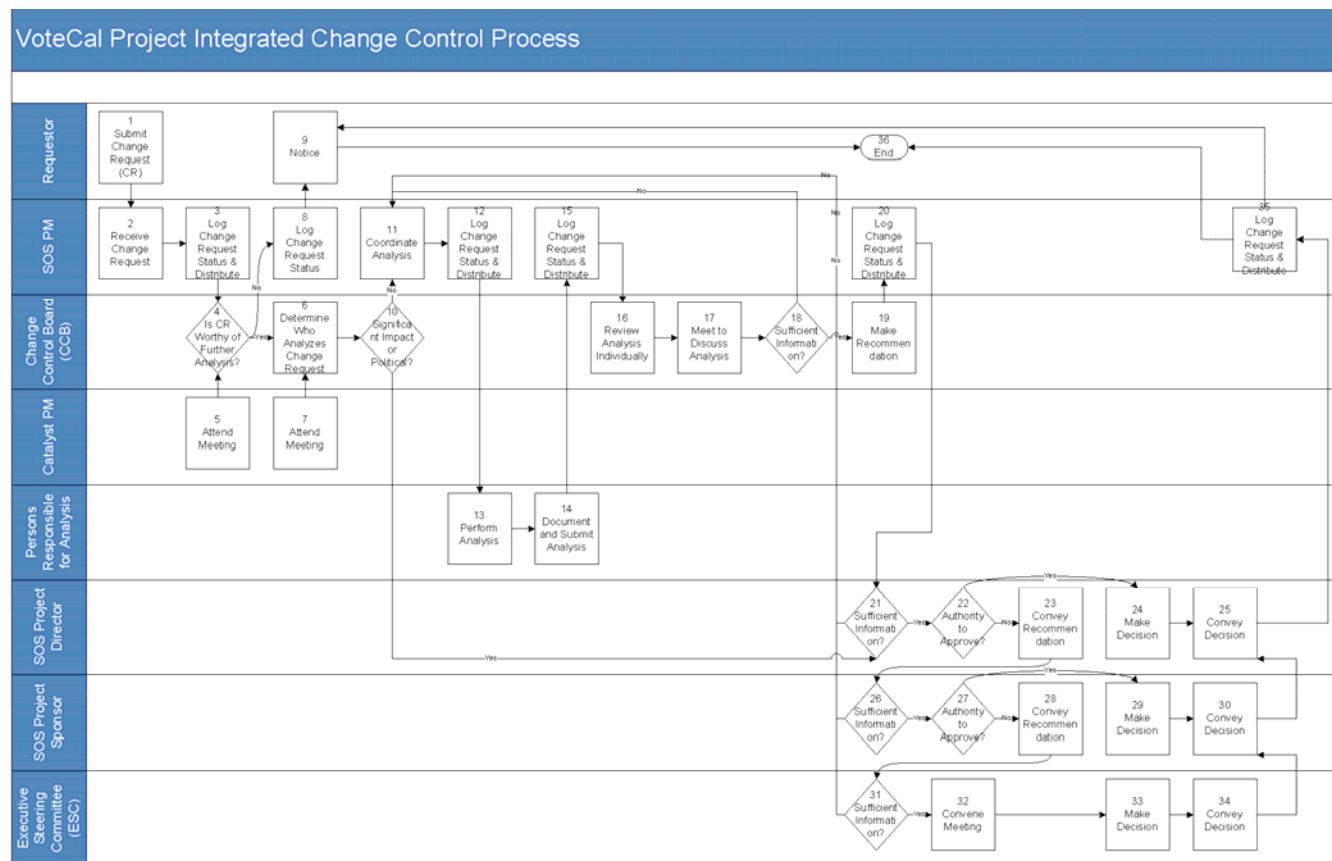 VoteCal Project Integrated Change Control Process
Requestor
1
Submit
Change
Request
(CR)
9
Notice
36
End
No
No
SOS PM
2
Receive
Change
Request
3
Log
Change
Request
Status &
Distribute
8
Log
Change
Request
Status
11
Coordinate
Analysis
12
Log
Change
Request
Status &
Distribute
15
Log
Change
Request
Status &
Distribute
No
No
20
Log
Change
Request
Status &
Distribute
35
Log
Change
Request
Status &
Distribute
No
No
Change
Control Board
(CCB)
4
Is CR
Worthy of
Further
Analysis?
Yes
6
Determine
Who
Analyzes
Change
Request
10
Significa
nt Impact
or
Political?
16
Review
Analysis
Individually
17
Meet to
Discuss
Analysis
18
Sufficient
Informati
on?
Yes
19
Make
Recommen
dation
Catalyst PM
5
Attend
Meeting
7
Attend
Meeting
Persons
Responsible
for Analysis
13
Perform
Analysis
14
Document
and Submit
Analysis
SOS Project
Director
Yes
21
Sufficient
Informati
on?
Yes
22
Authority
to
Approve?
No
23
Convey
Recommen
dation
24
Make
Decision
25
Convey
Decision
Yes
SOS Project
Sponsor
Yes
26
Sufficient
Informati
on?
Yes
27
Authority
to
Approve?
No
28
Convey
Recommen
dation
29
Make
Decision
30
Convey
Decision
Executive
Steering
Committee
(ESC)
31
Sufficient
Informati
on?
Yes
32
Convene
Meeting
33
Make
Decision
34
Convey
Decision